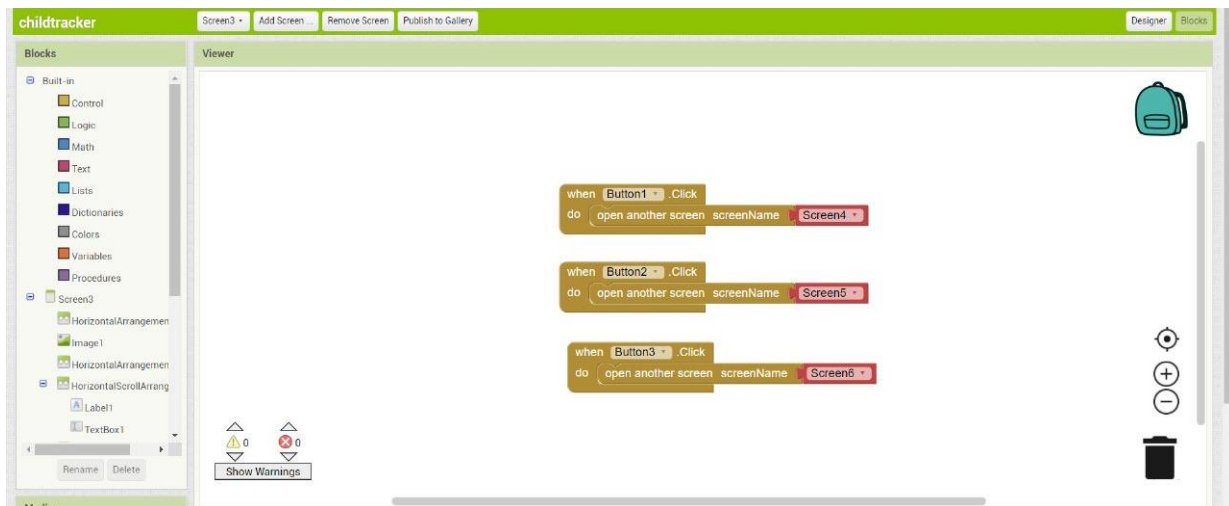 childtracker
Screen3
Add Screen ...
Remove Screen
Publish to Gallery
Designer
Blocks
Blocks
Viewer
Built-in
Control
Logic
Math
Text
Lists
Dictionaries
Colors
Variables
Procedures
Screen3
HorizontalArrangemen
Image1
HorizontalArrangemen
HorizontalScrollArrang
Label1
TextBox1
Rename
Delete
when Button1 .Click
do open another screen screenName Screen4
when Button2 .Click
do open another screen screenName Screen5
when Button3 .Click
do open another screen screenName Screen6
0
0
Show Warnings